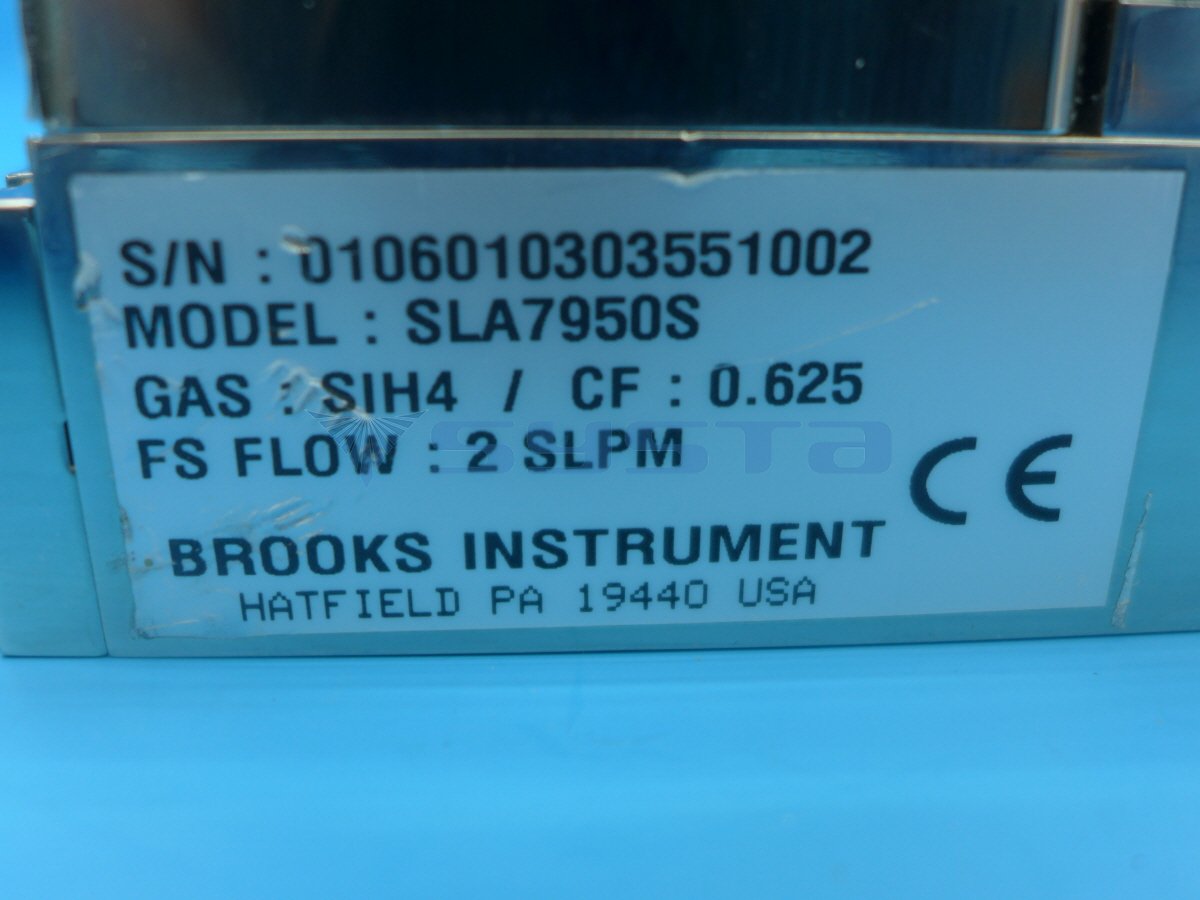 S/N : 0106010303551002
MODEL : SLA7950S
GAS : SIH4 / CF : 0.625
FS FLOW : 2 SLPM
SYSTA
CE
BROOKS INSTRUMENT
HATFIELD PA 19440 USA